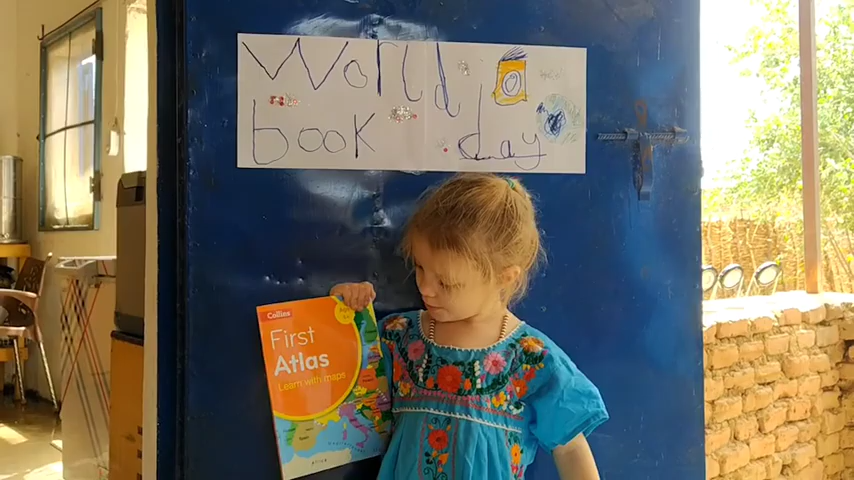 World
book day
Collins
First
Atlas
Learn with maps